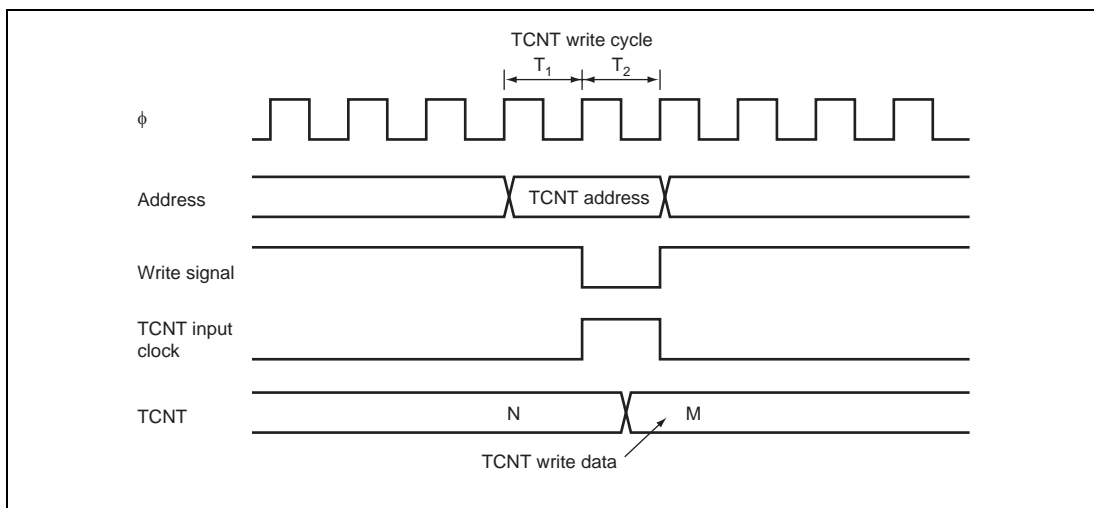 TCNT write cycle
T1 T2
ϕ
Address
TCNT address
Write signal
TCNT input
clock
TCNT
N
M
TCNT write data